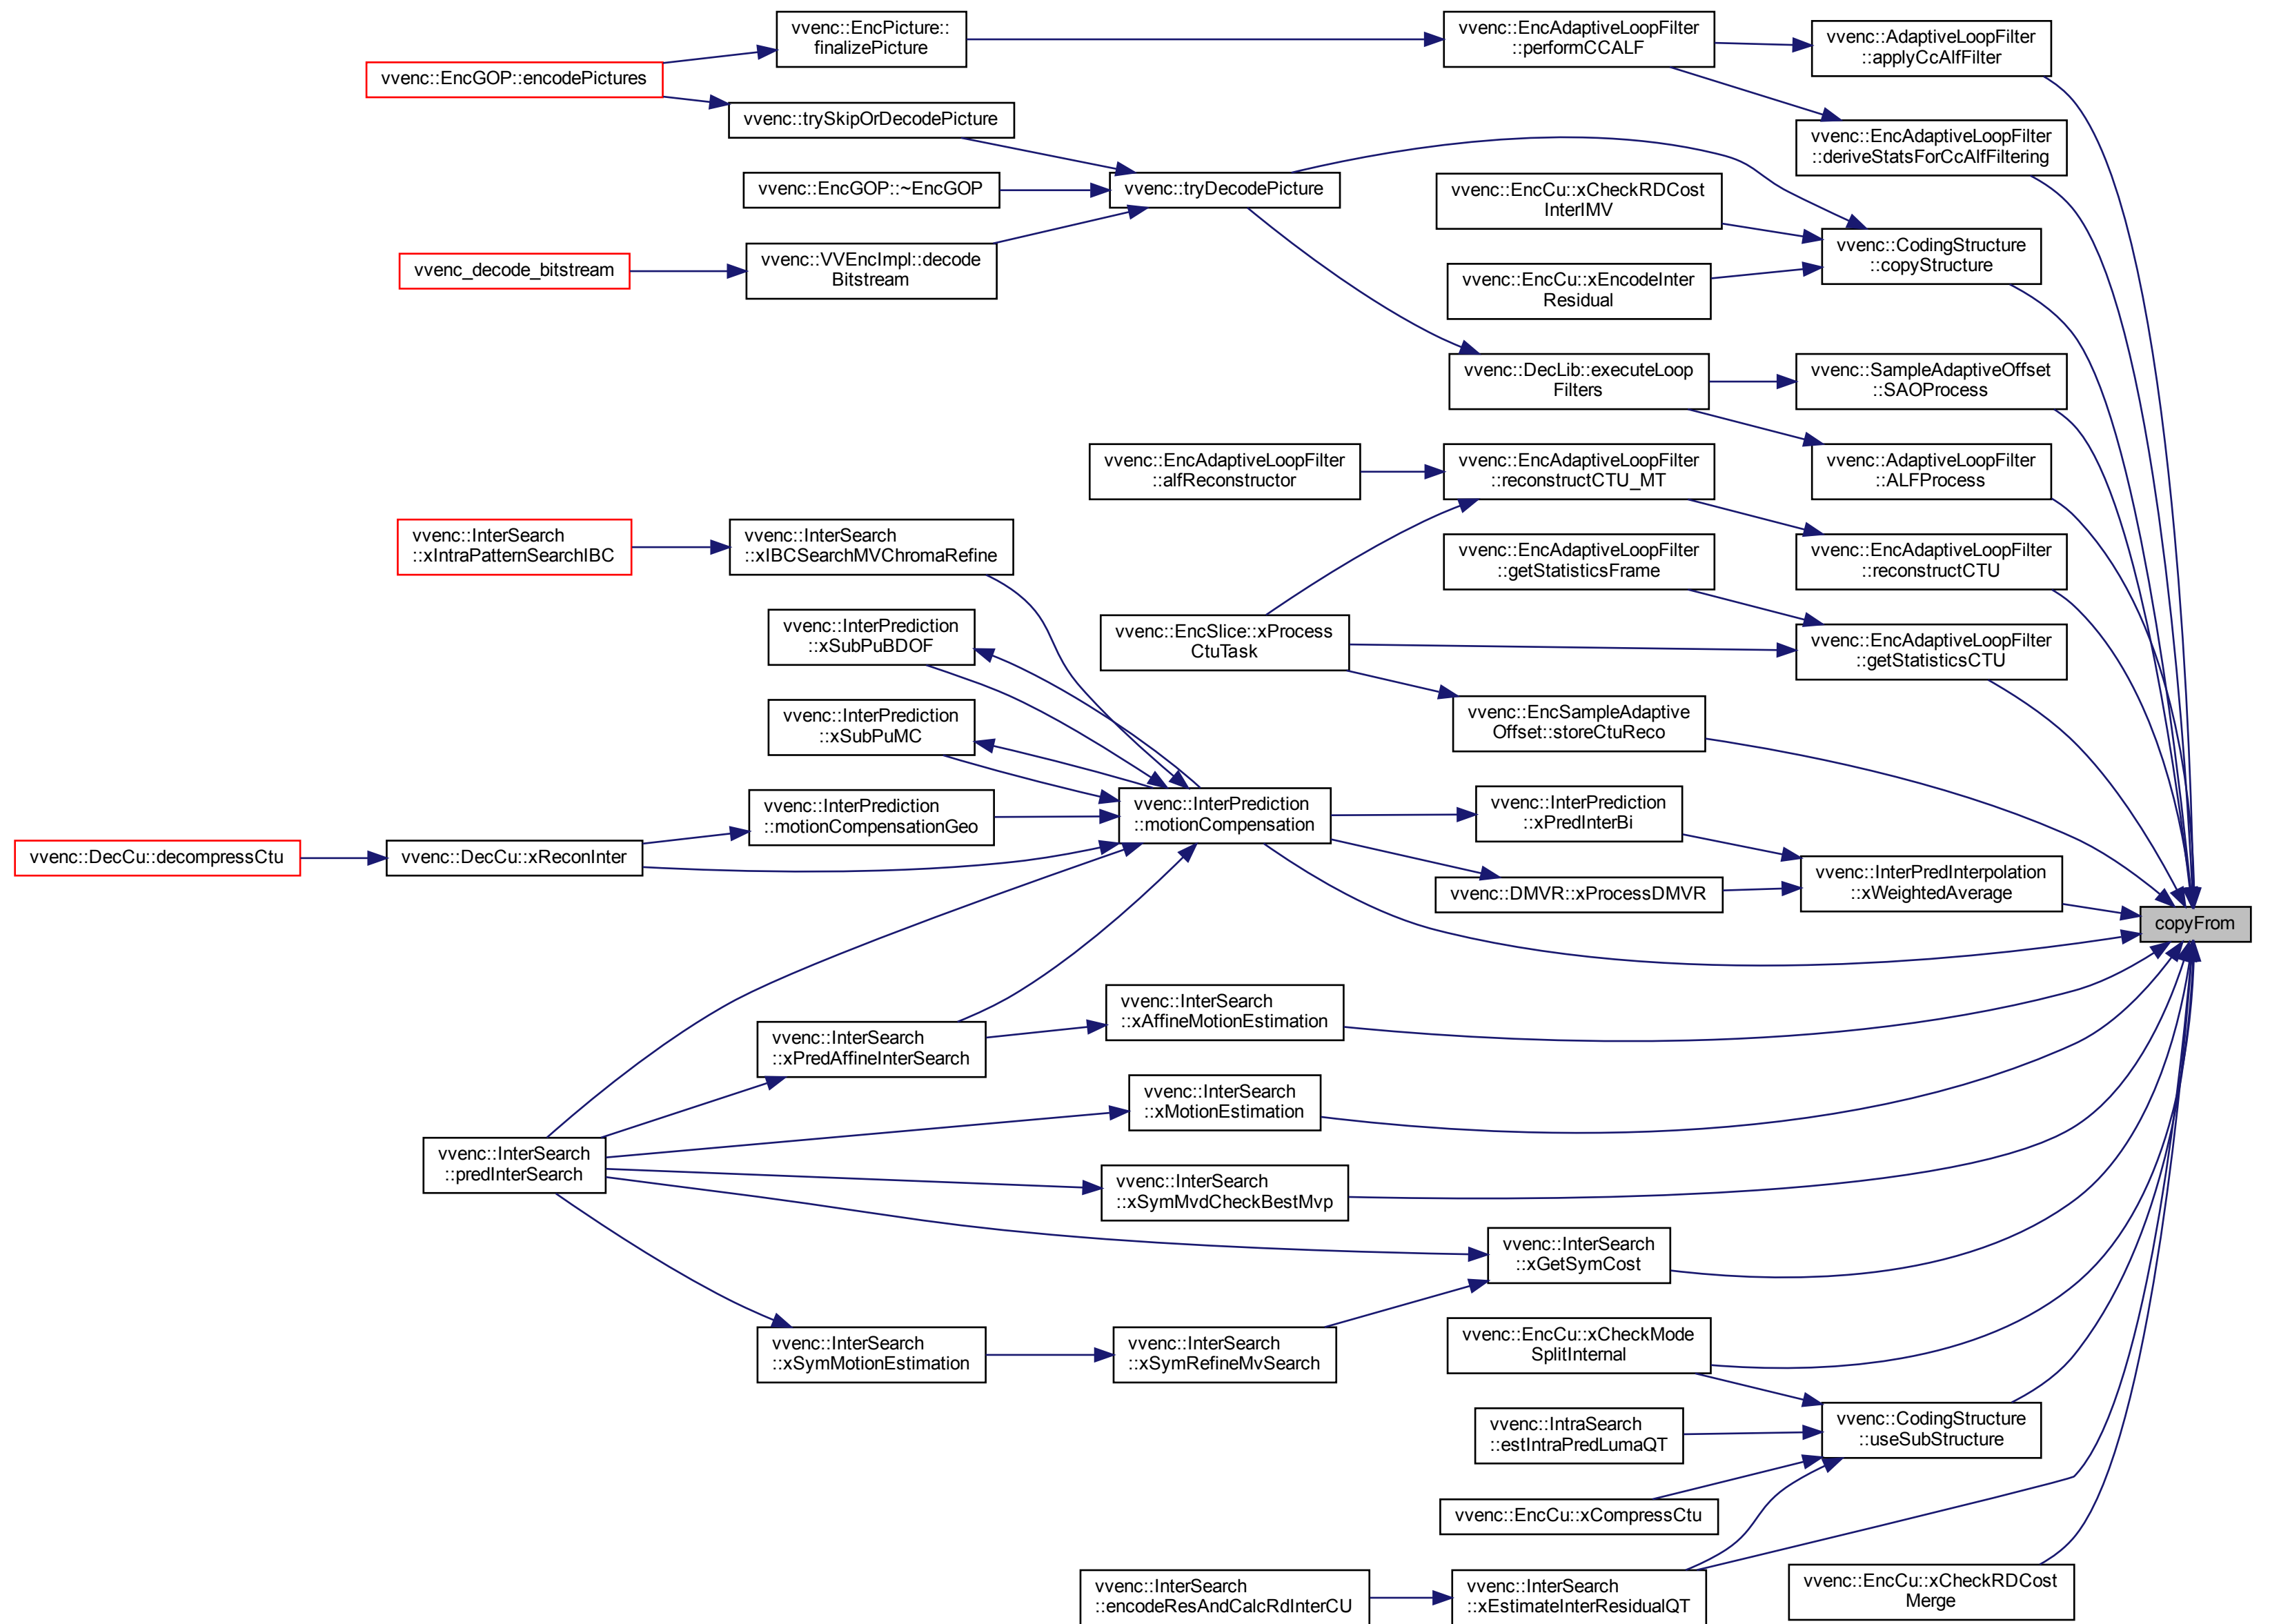 vvenc::EncPicture::
finalizePicture
vvenc::EncAdaptiveLoopFilter
::performCCALF
vvenc::AdaptiveLoopFilter
::applyCcAlfFilter
vvenc::EncGOP::encodePictures
vvenc::trySkipOrDecodePicture
vvenc::EncAdaptiveLoopFilter
::deriveStatsForCcAlfFiltering
vvenc::EncGOP::~EncGOP
vvenc::tryDecodePicture
vvenc::EncCu::xCheckRDCost
InterIMV
vvenc::CodingStructure
::copyStructure
vvenc_decode_bitstream
vvenc::VVEncImpl::decode
Bitstream
vvenc::EncCu::xEncodeInter
Residual
vvenc::DecLib::executeLoop
Filters
vvenc::SampleAdaptiveOffset
::SAOProcess
vvenc::EncAdaptiveLoopFilter
::alfReconstructor
vvenc::EncAdaptiveLoopFilter
::reconstructCTU_MT
vvenc::AdaptiveLoopFilter
::ALFProcess
vvenc::InterSearch
::xIntraPatternSearchIBC
vvenc::InterSearch
::xIBCSearchMVChromaRefine
vvenc::EncAdaptiveLoopFilter
::getStatisticsFrame
vvenc::EncAdaptiveLoopFilter
::reconstructCTU
vvenc::InterPrediction
::xSubPuBDOF
vvenc::EncSlice::xProcess
CtuTask
vvenc::EncAdaptiveLoopFilter
::getStatisticsCTU
vvenc::InterPrediction
::xSubPuMC
vvenc::EncSampleAdaptive
Offset::storeCtuReco
vvenc::InterPrediction
::motionCompensationGeo
vvenc::InterPrediction
::motionCompensation
vvenc::InterPrediction
::xPredInterBi
vvenc::DecCu::decompressCtu
vvenc::DecCu::xReconInter
vvenc::DMVR::xProcessDMVR
vvenc::InterPredInterpolation
::xWeightedAverage
copyFrom
vvenc::InterSearch
::xPredAffineInterSearch
vvenc::InterSearch
::xAffineMotionEstimation
vvenc::InterSearch
::xMotionEstimation
vvenc::InterSearch
::predInterSearch
vvenc::InterSearch
::xSymMvdCheckBestMvp
vvenc::InterSearch
::xGetSymCost
vvenc::InterSearch
::xSymMotionEstimation
vvenc::InterSearch
::xSymRefineMvSearch
vvenc::EncCu::xCheckMode
SplitInternal
vvenc::IntraSearch
::estIntraPredLumaQT
vvenc::CodingStructure
::useSubStructure
vvenc::EncCu::xCompressCtu
vvenc::InterSearch
::encodeResAndCalcRdInterCU
vvenc::InterSearch
::xEstimateInterResidualQT
vvenc::EncCu::xCheckRDCost
Merge